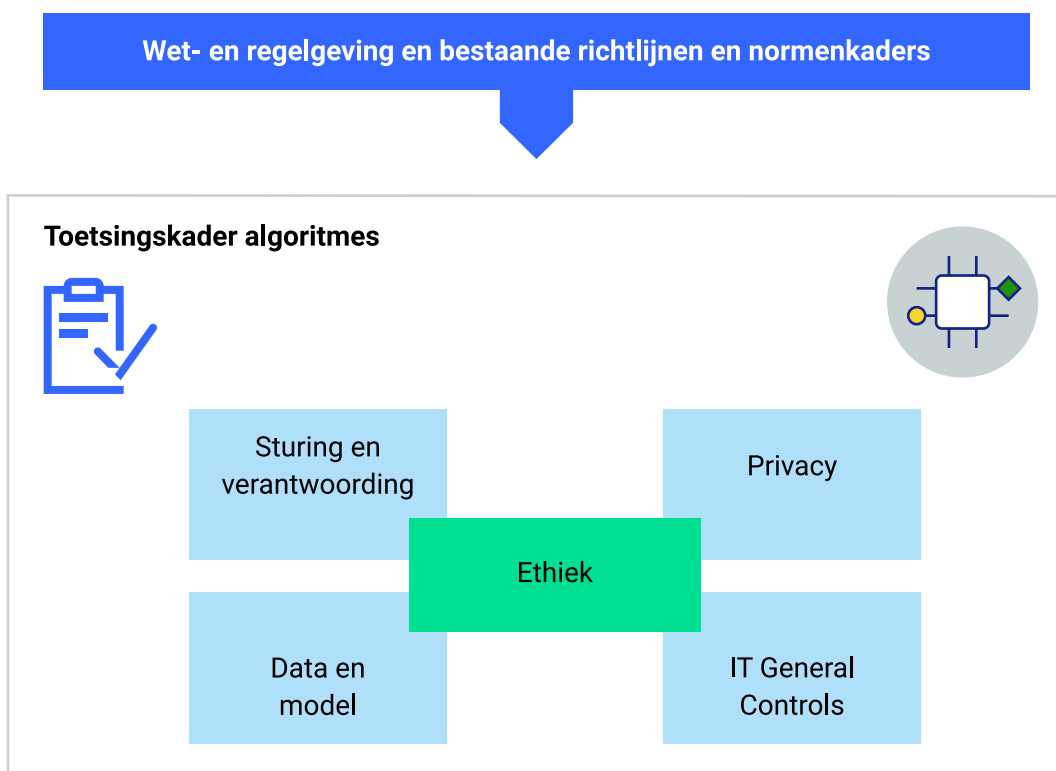 Wet- en regelgeving en bestaande richtlijnen en normenkaders
Toetsingskader algoritmes
Sturing en
verantwoording
Privacy
Ethiek
Data en
model
IT General
Controls